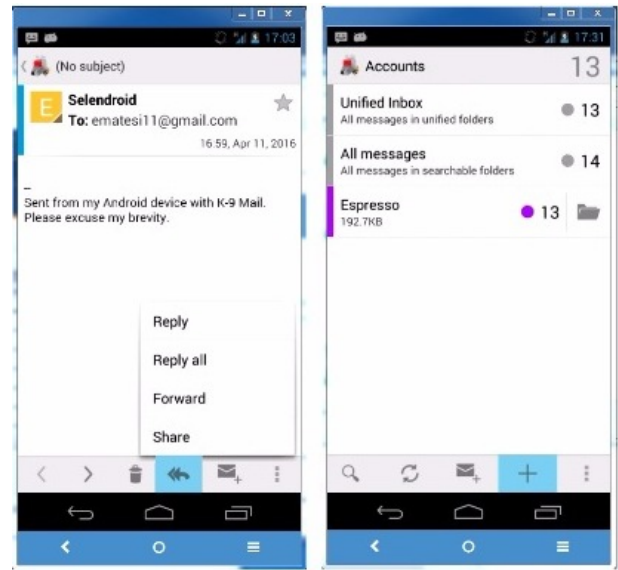 17:03
(No subject)
E
Selendroid
To: ematesi11@gmail.com
16:59, Apr 11, 2016
--
Sent from my Android device with K-9 Mail.
Please excuse my brevity.
Reply
Reply all
Forward
Share
17:31
Accounts 13
Unified Inbox
All messages in unified folders
13
All messages
All messages in searchable folders
14
Espresso
192.7KB
13